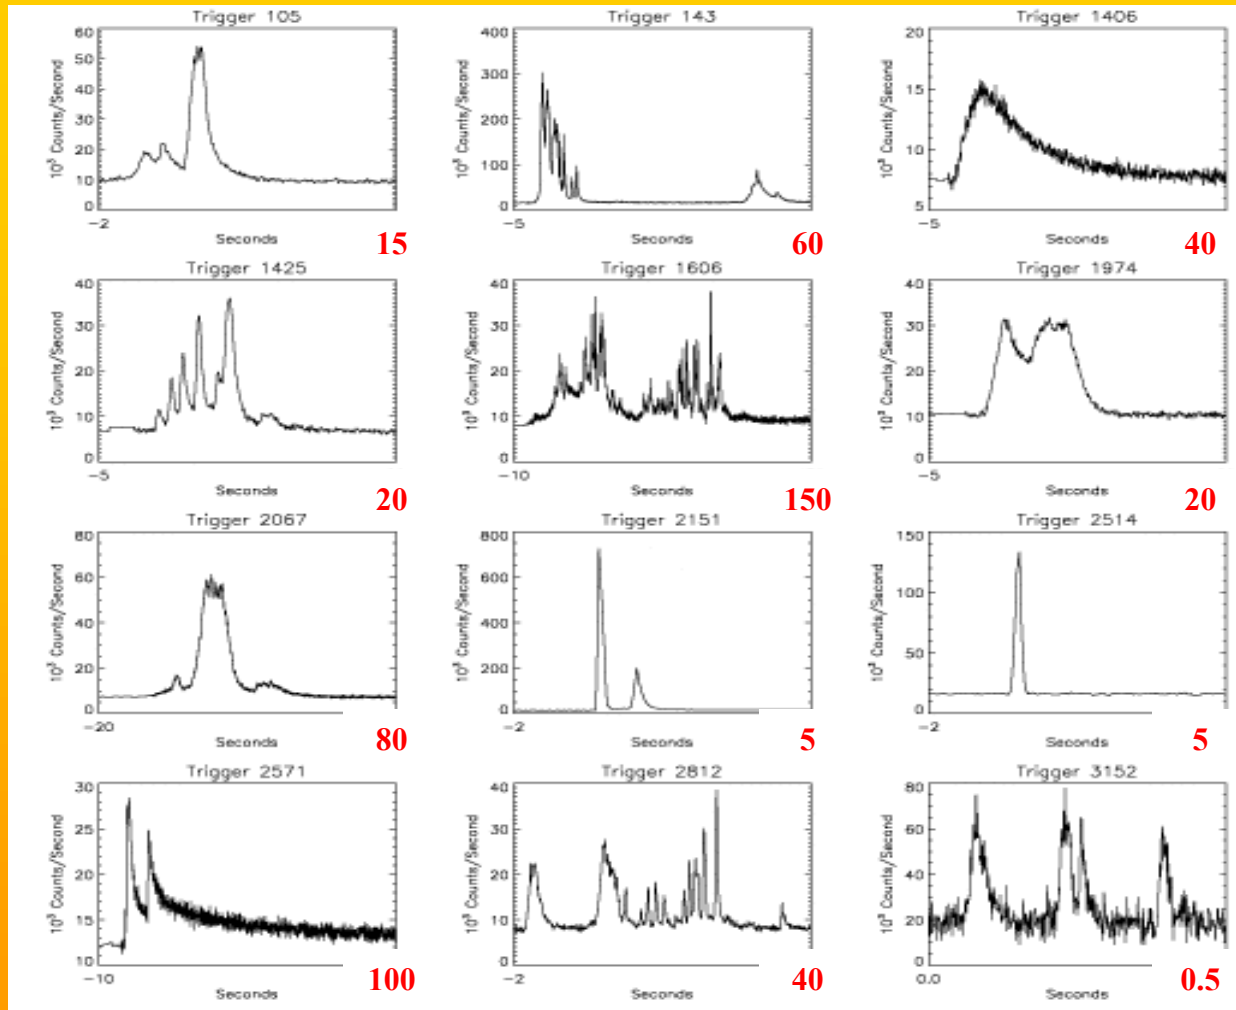 Trigger 105
60
50
40
30
20
10
0
10³ Counts/Second
-2
Seconds
15
Trigger 143
400
300
200
100
0
10³ Counts/Second
-5
Seconds
60
Trigger 1406
20
15
10
5
10³ Counts/Second
-5
Seconds
40
Trigger 1425
40
30
20
10
0
10³ Counts/Second
-5
Seconds
20
Trigger 1606
40
30
20
10
0
10³ Counts/Second
-10
Seconds
150
Trigger 1974
40
30
20
10
0
10³ Counts/Second
-5
Seconds
20
Trigger 2067
80
60
40
20
0
10³ Counts/Second
-20
Seconds
80
Trigger 2151
800
600
400
200
0
10³ Counts/Second
-2
Seconds
5
Trigger 2514
150
100
50
0
10³ Counts/Second
-2
Seconds
5
Trigger 2571
30
25
20
15
10
10³ Counts/Second
-10
Seconds
100
Trigger 2812
40
30
20
10
0
10³ Counts/Second
-2
Seconds
40
Trigger 3152
80
60
40
20
0
10³ Counts/Second
0.0
Seconds
0.5